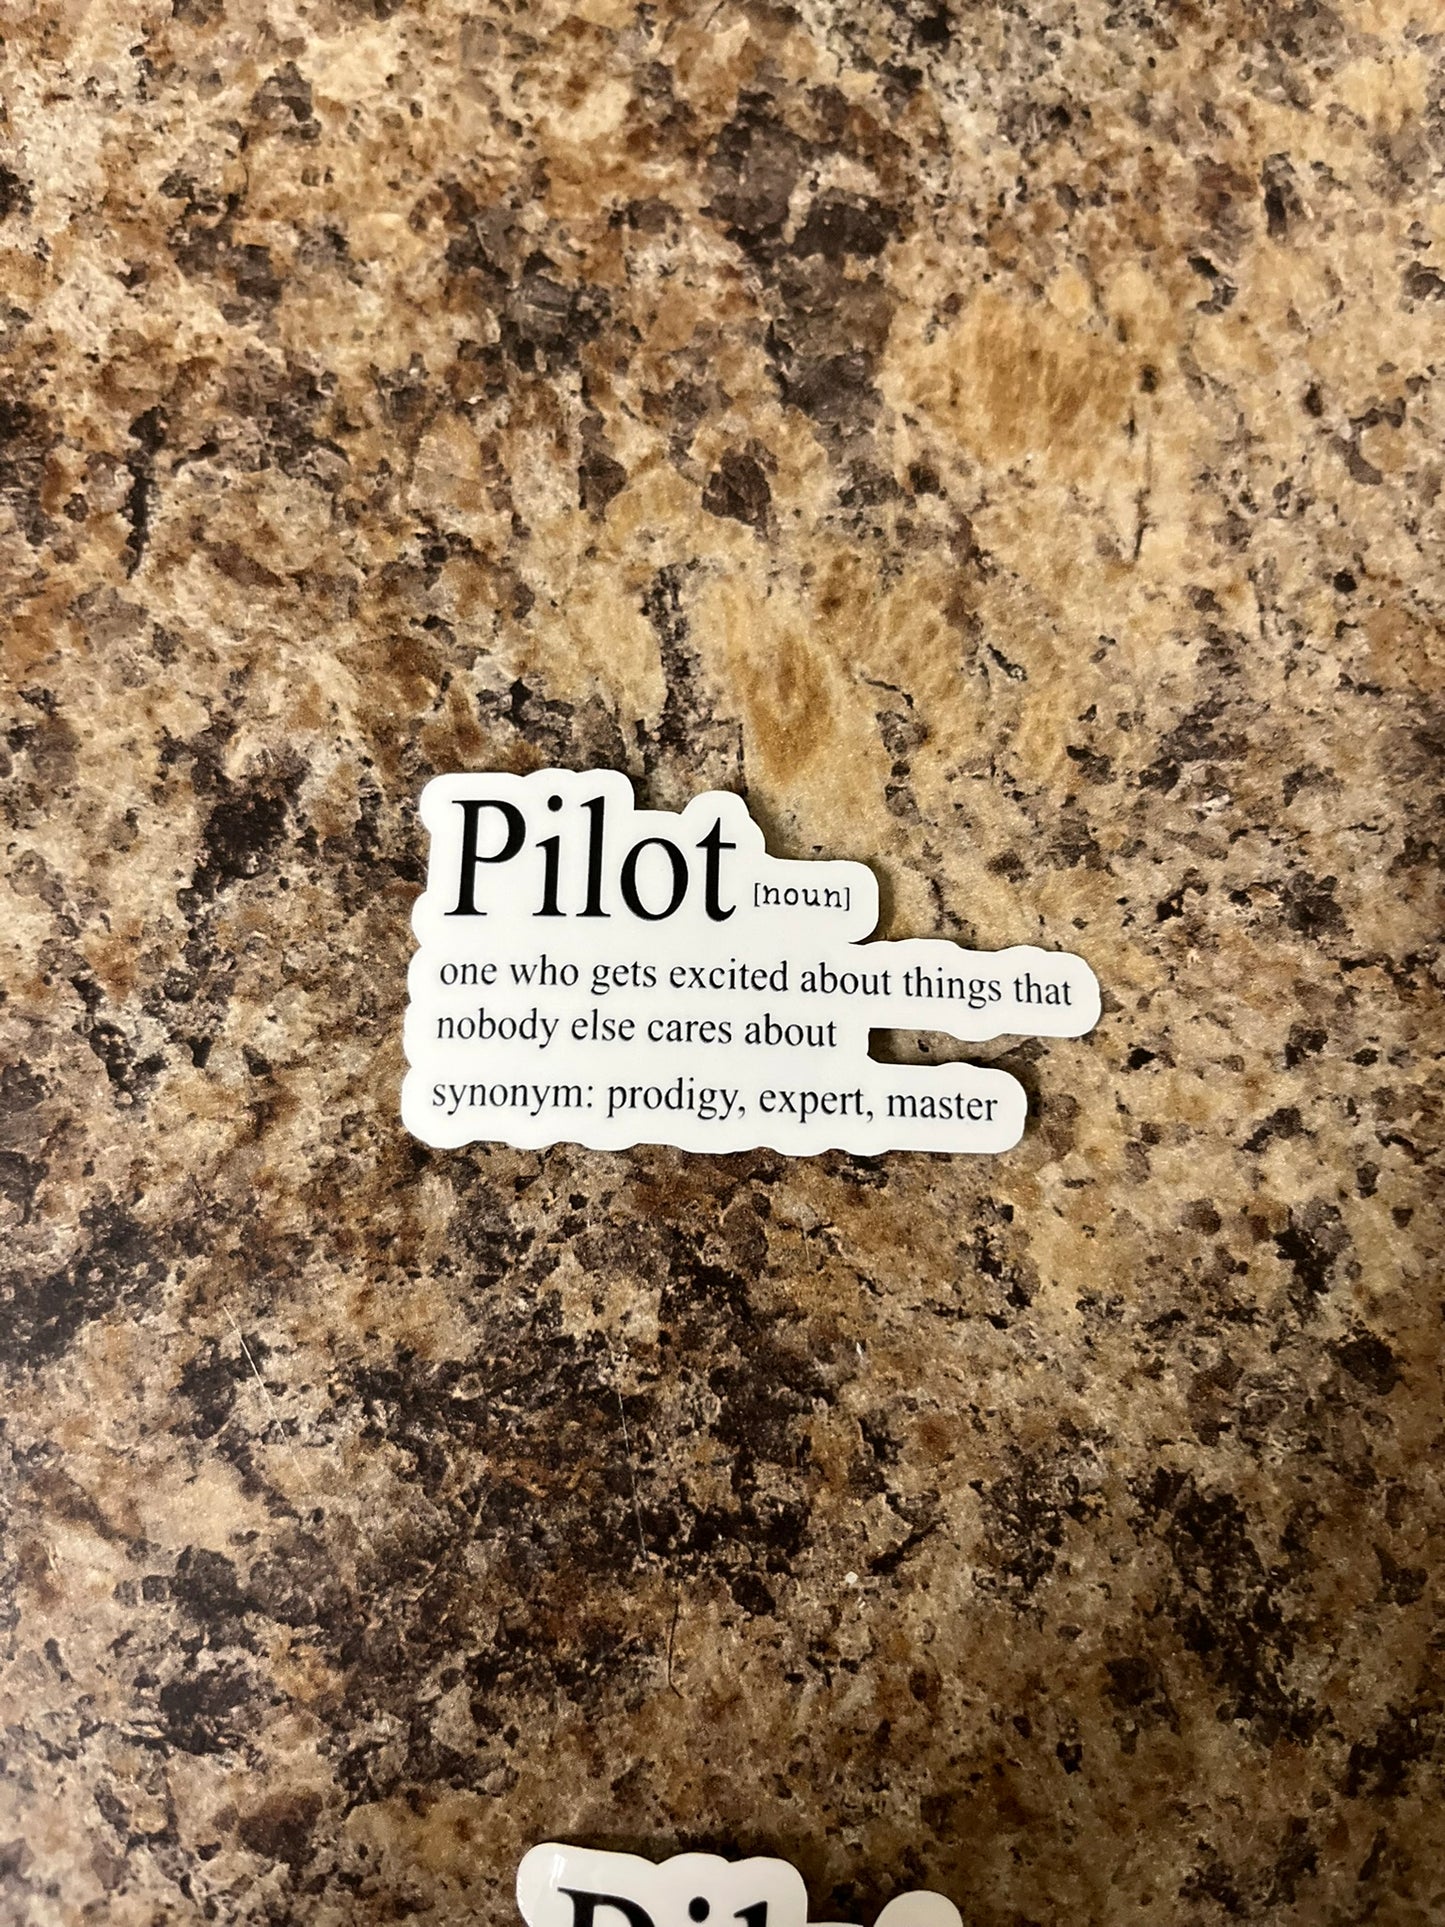 Pilot [noun]
one who gets excited about things that
nobody else cares about
synonym: prodigy, expert, master